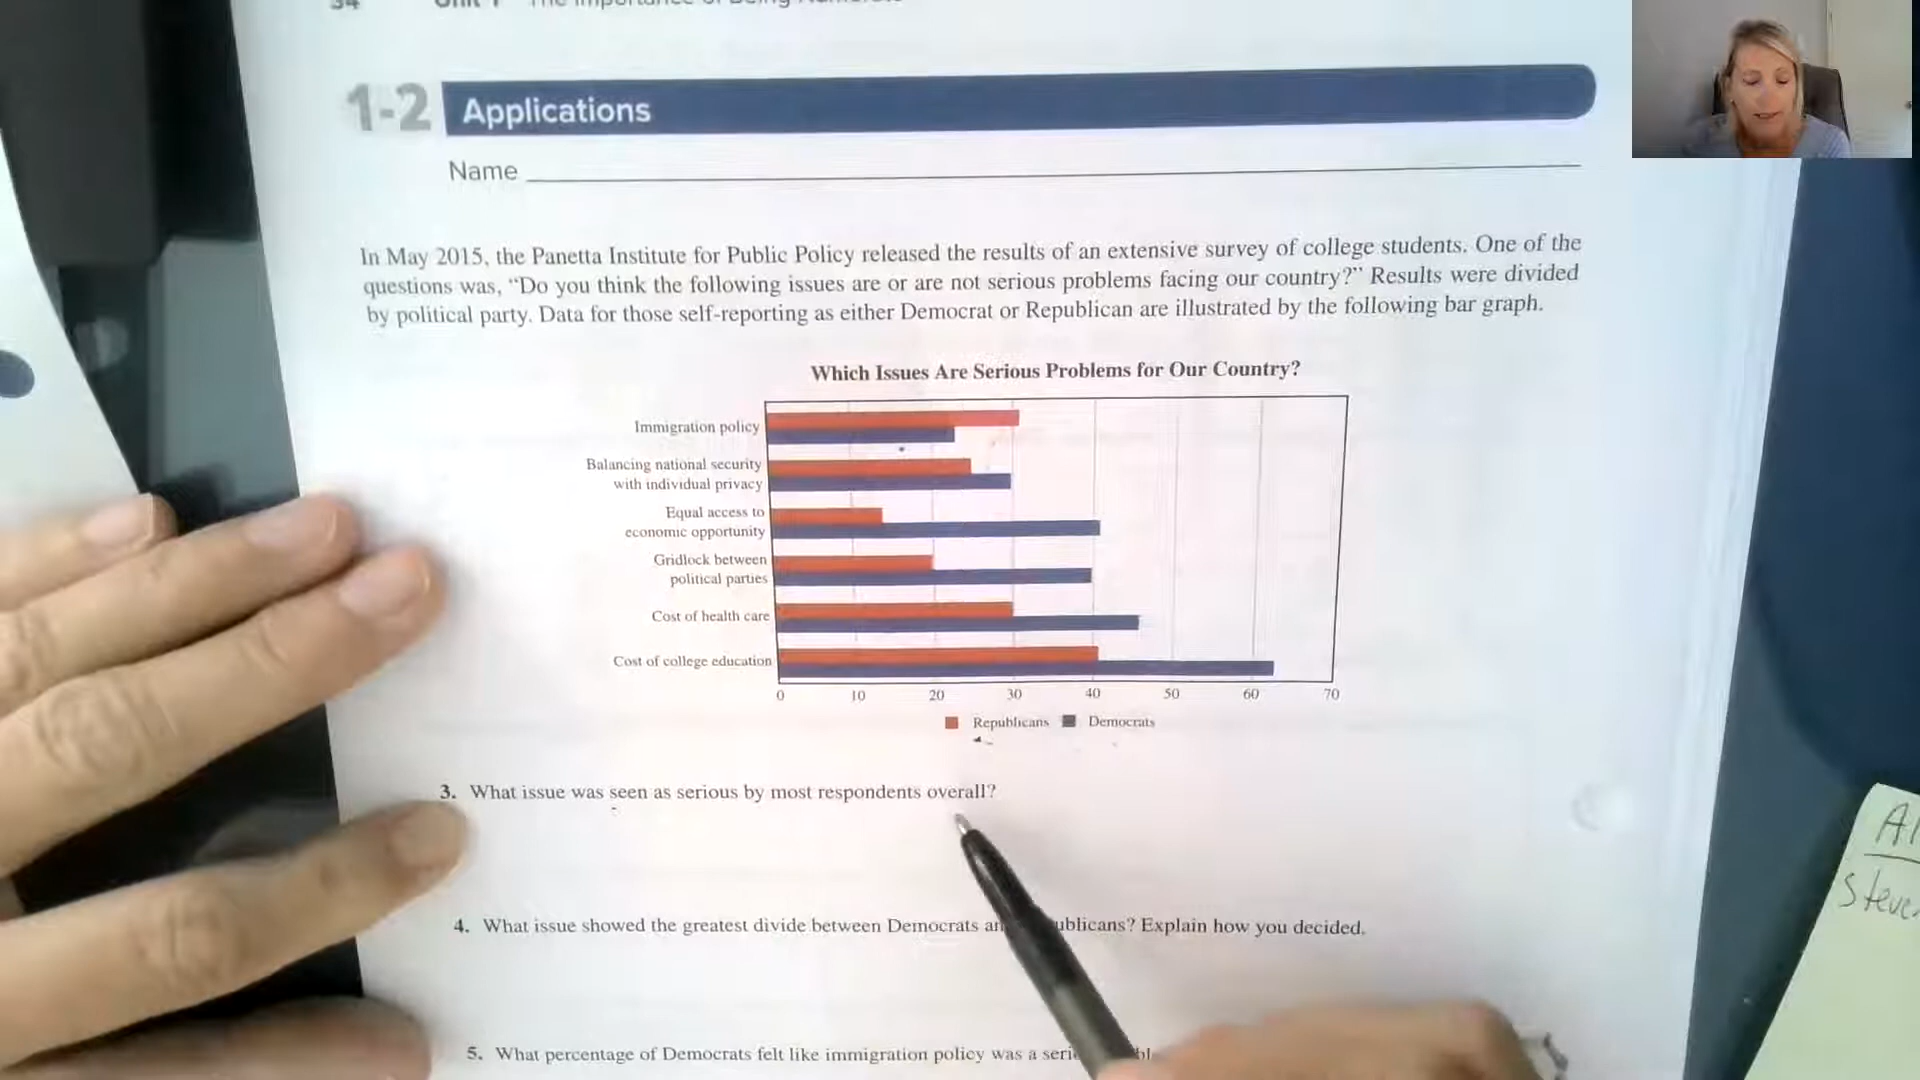 1-2 Applications
Name
In May 2015, the Panetta Institute for Public Policy released the results of an extensive survey of college students. One of the
questions was, “Do you think the following issues are or are not serious problems facing our country?” Results were divided
by political party. Data for those self-reporting as either Democrat or Republican are illustrated by the following bar graph.
Which Issues Are Serious Problems for Our Country?
Immigration policy
Balancing national security
with individual privacy
Equal access to
economic opportunity
Gridlock between
political parties
Cost of health care
Cost of college education
0 10 20 30 40 50 60 70
Republicans Democrats
3. What issue was seen as serious by most respondents overall?
4. What issue showed the greatest divide between Democrats an ublicans? Explain how you decided.
5. What percentage of Democrats felt like immigration policy was a seri